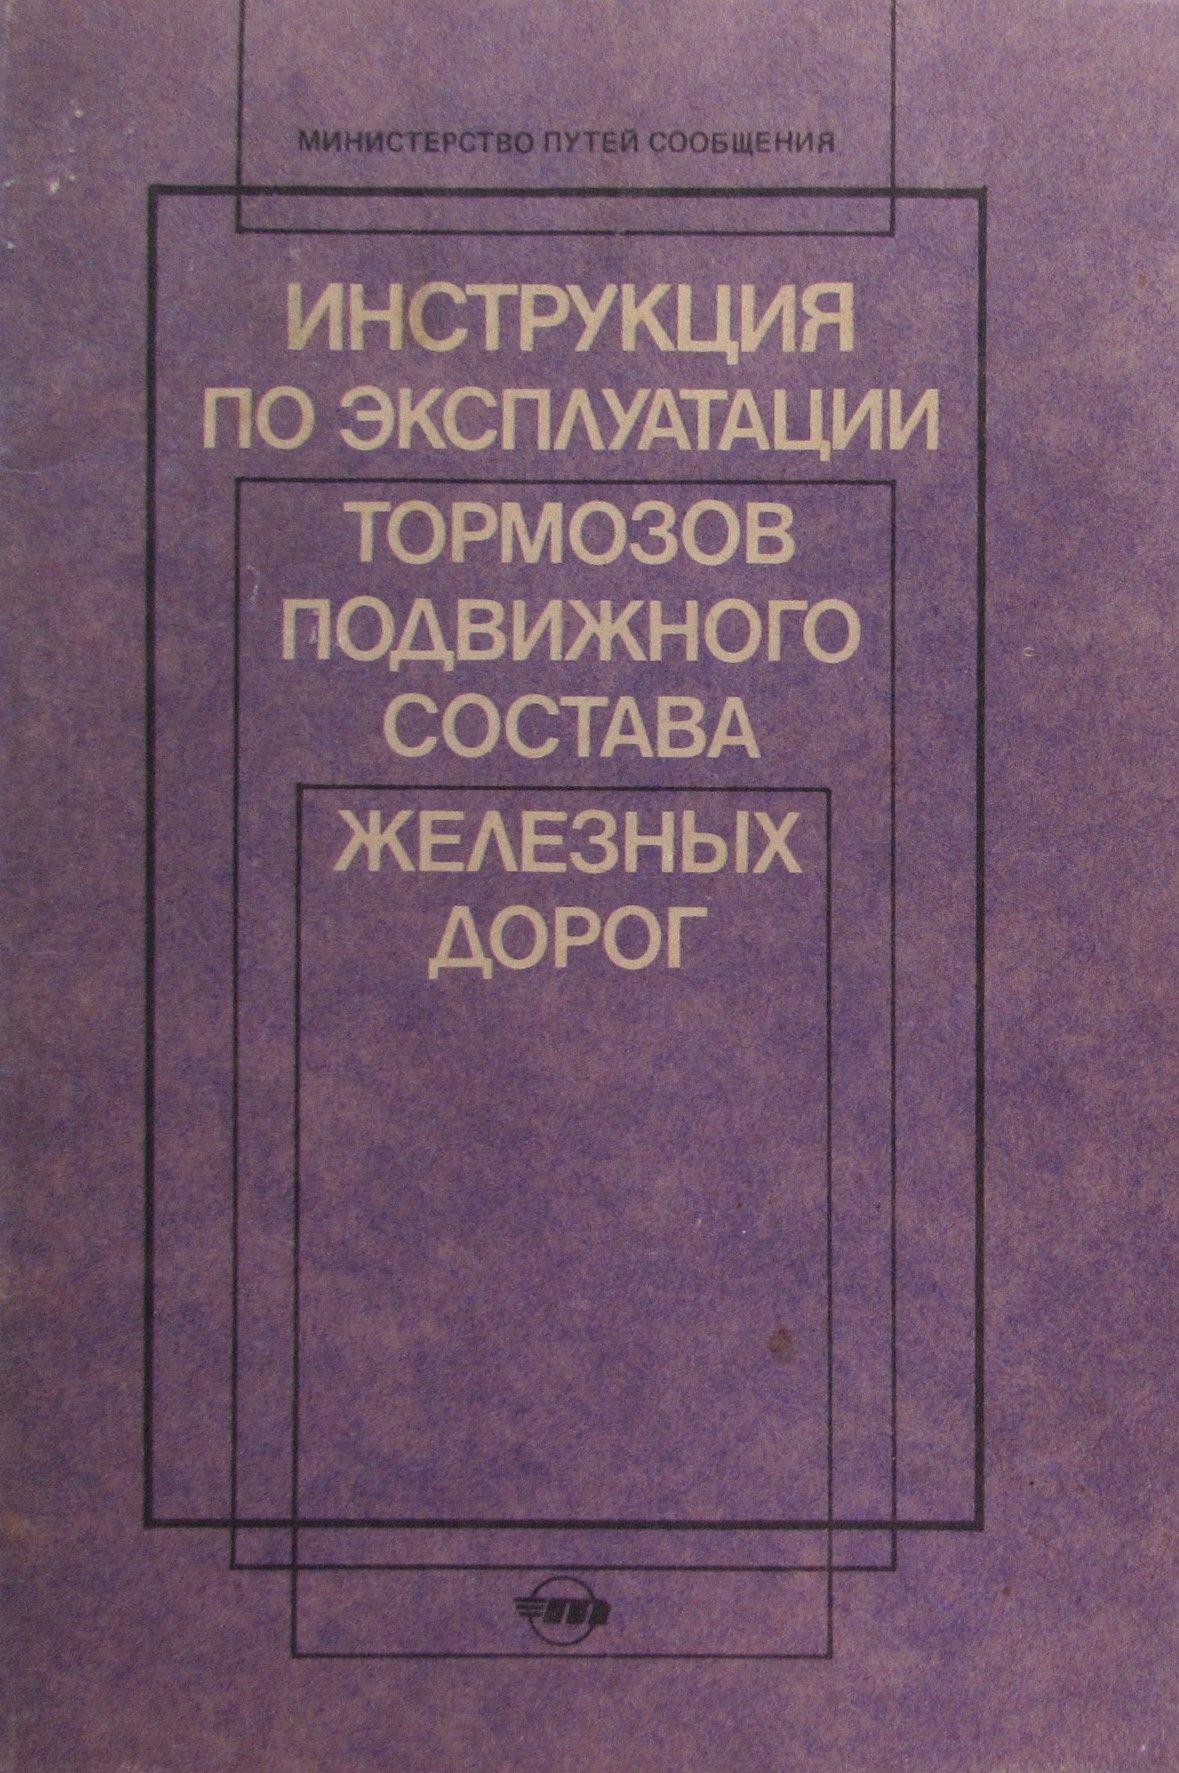 МИНИСТЕРСТВО ПУТЕЙ СООБЩЕНИЯ
ИНСТРУКЦИЯ
ПО ЭКСПЛУАТАЦИИ
ТОРМОЗОВ
ПОДВИЖНОГО
СОСТАВА
ЖЕЛЕЗНЫХ
ДОРОГ